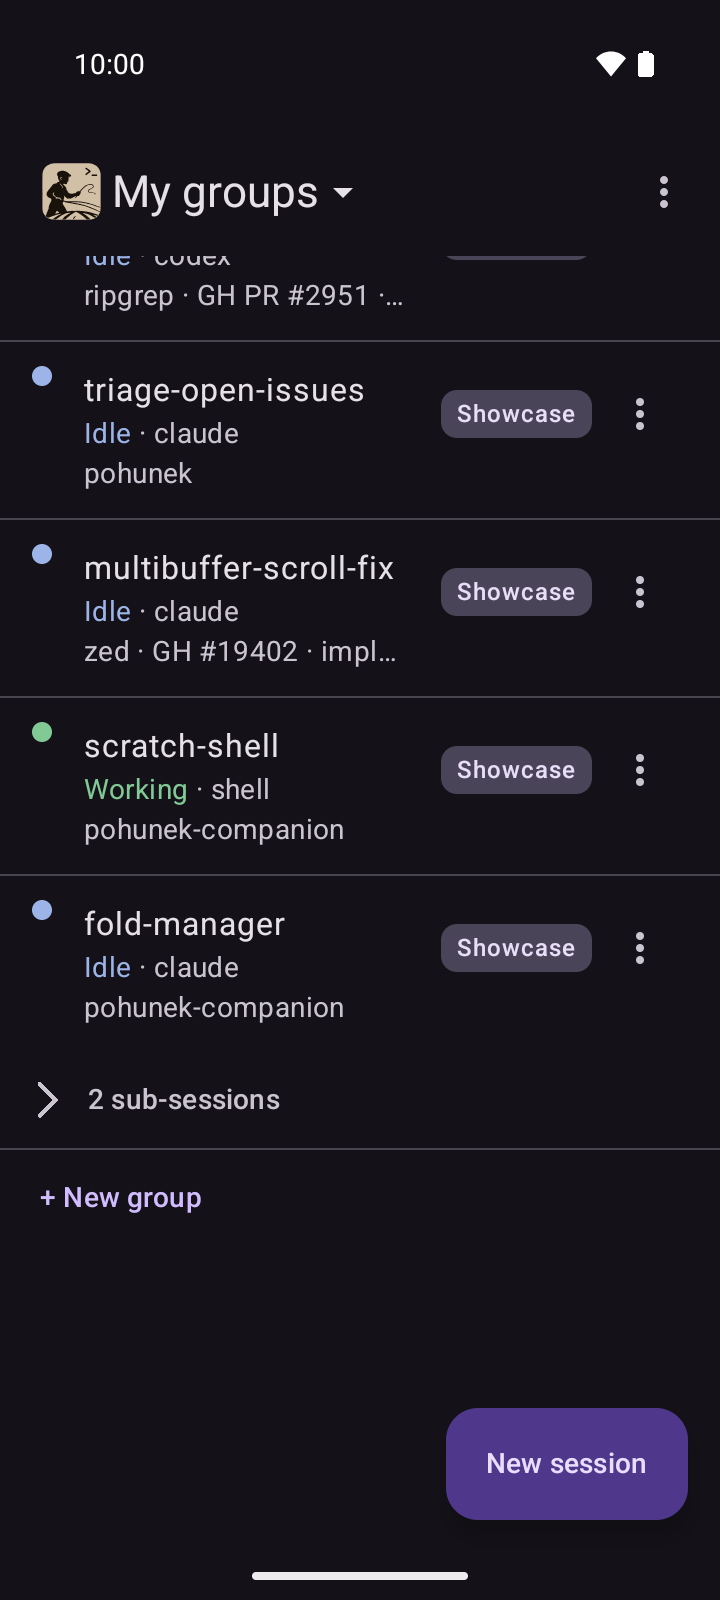 10:00
My groups
Idle · codex
ripgrep · GH PR #2951 ·…
triage-open-issues
Showcase
Idle · claude
pohunek
multibuffer-scroll-fix
Showcase
Idle · claude
zed · GH #19402 · impl…
scratch-shell
Showcase
Working · shell
pohunek-companion
fold-manager
Showcase
Idle · claude
pohunek-companion
2 sub-sessions
+ New group
New session